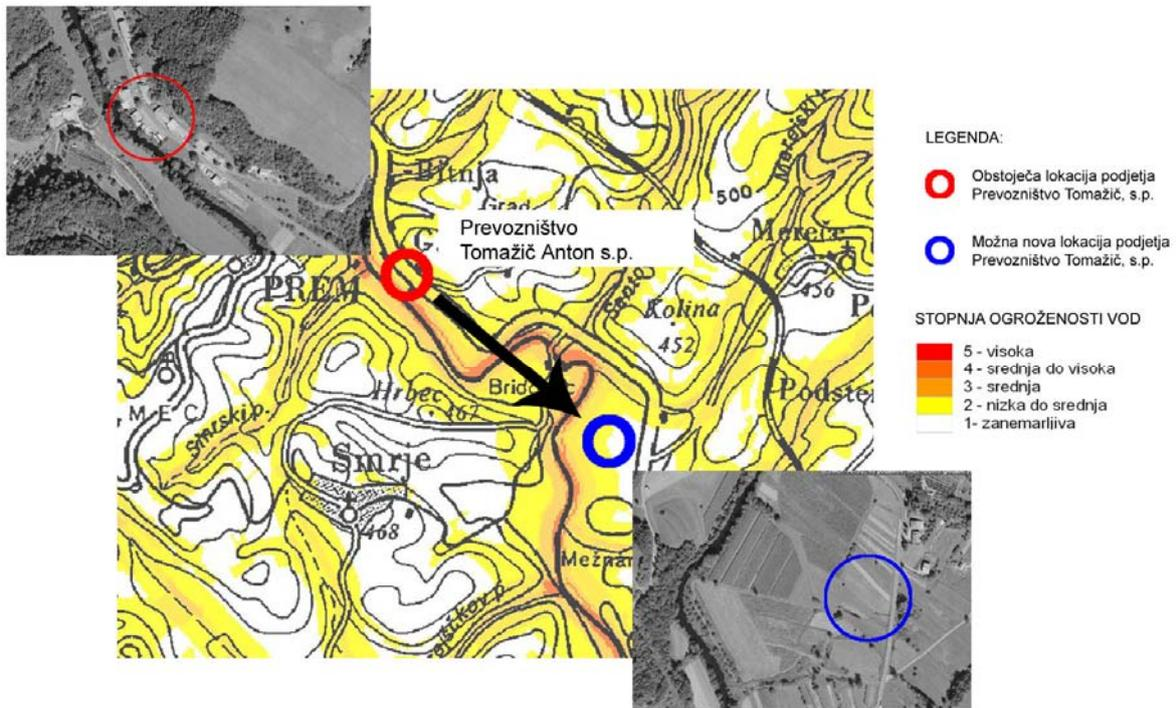 Bitnja
Grad
500
Prevozništvo
Tomažič Anton s.p.
Mereče
456
PREM
Kolina
452
Hrbec
467
Podste
Smrski p.
Smrje
468
LEGENDA:
Obstoječa lokacija podjetja
Prevozništvo Tomažič, s.p.
Možna nova lokacija podjetja
Prevozništvo Tomažič, s.p.
STOPNJA OGROŽENOSTI VOD
5 - visoka
4 - srednja do visoka
3 - srednja
2 - nizka do srednja
1- zanemarljiva